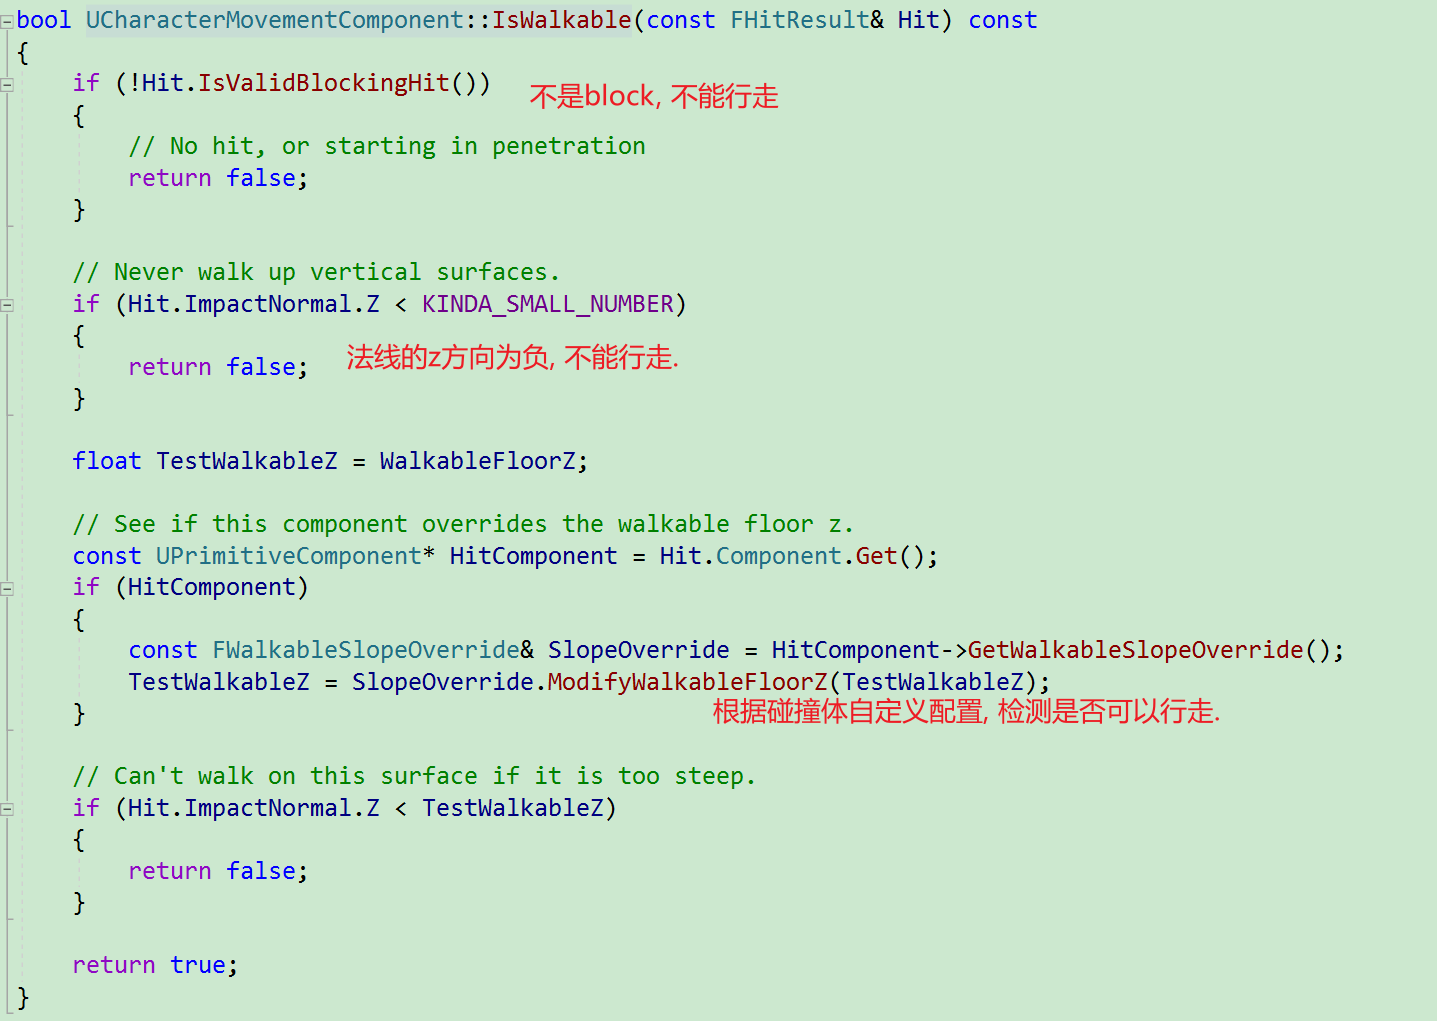 bool UCharacterMovementComponent::IsWalkable(const FHitResult& Hit) const
{
    if (!Hit.IsValidBlockingHit())
不是block, 不能行走
    {
        // No hit, or starting in penetration
        return false;
    }
    // Never walk up vertical surfaces.
    if (Hit.ImpactNormal.Z < KINDA_SMALL_NUMBER)
    {
        return false;
法线的z方向为负, 不能行走.
    }
    float TestWalkableZ = WalkableFloorZ;
    // See if this component overrides the walkable floor z.
    const UPrimitiveComponent* HitComponent = Hit.Component.Get();
    if (HitComponent)
    {
        const FWalkableSlopeOverride& SlopeOverride = HitComponent->GetWalkableSlopeOverride();
        TestWalkableZ = SlopeOverride.ModifyWalkableFloorZ(TestWalkableZ);
    }
根据碰撞体自定义配置, 检测是否可以行走.
    // Can't walk on this surface if it is too steep.
    if (Hit.ImpactNormal.Z < TestWalkableZ)
    {
        return false;
    }
    return true;
}